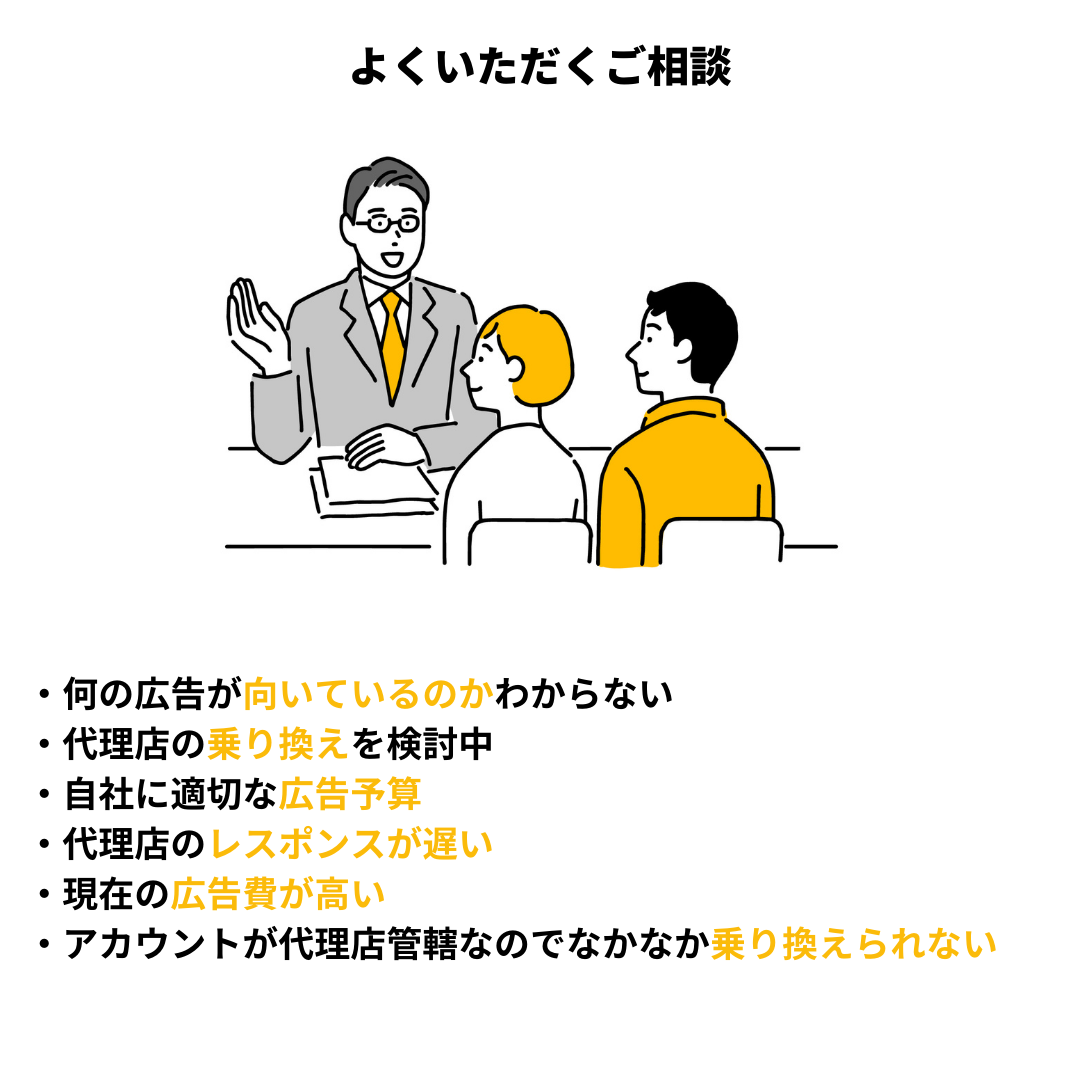 よくいただくご相談
・何の広告が向いているのかわからない
・代理店の乗り換えを検討中
・自社に適切な広告予算
・代理店のレスポンスが遅い
・現在の広告費が高い
・アカウントが代理店管轄なのでなかなか乗り換えられない